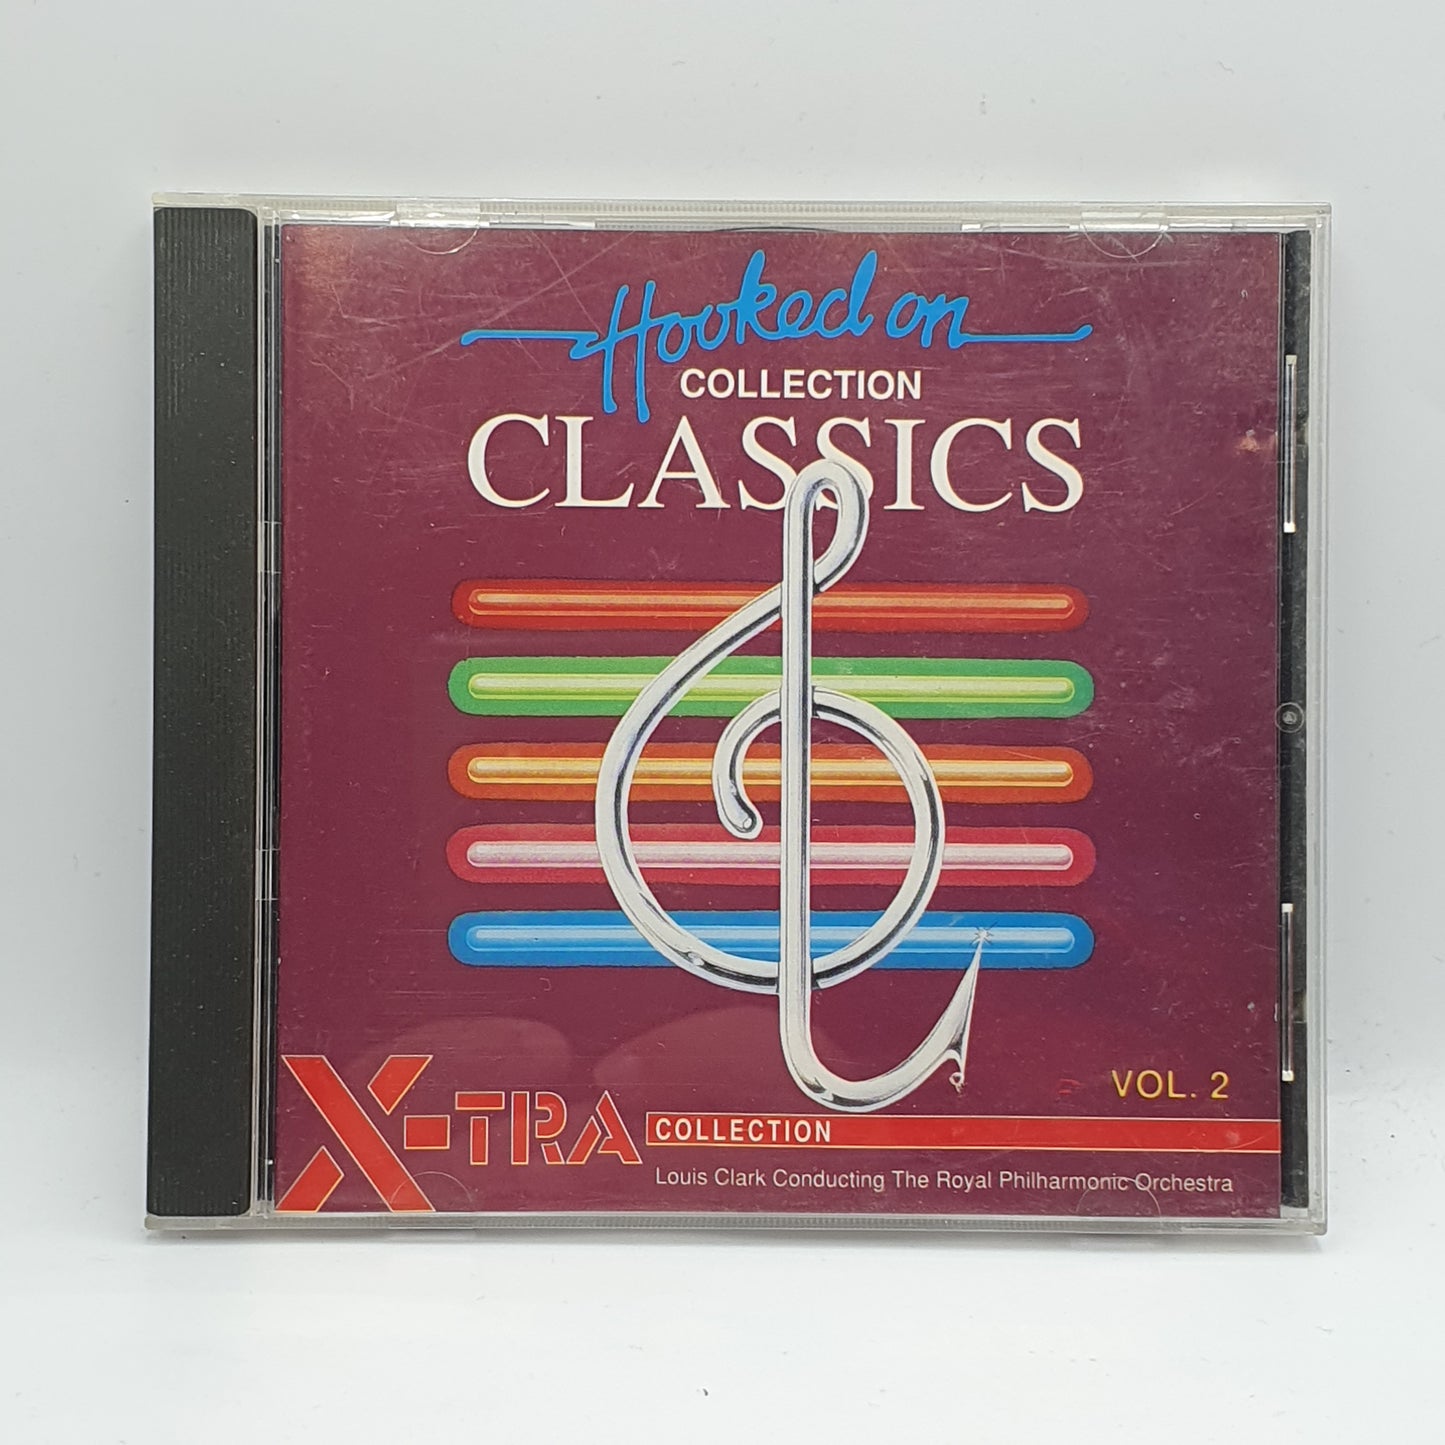 Hooked on
COLLECTION
CLASSICS
VOL. 2
X-TRA COLLECTION
Louis Clark Conducting The Royal Philharmonic Orchestra